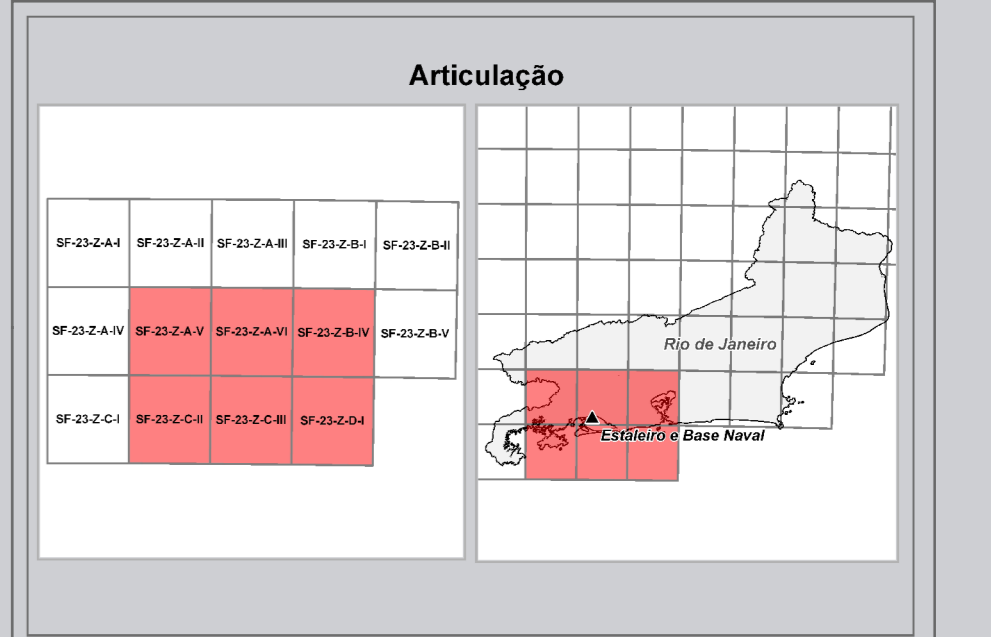 Articulação
SF-23-Z-A-I
SF-23-Z-A-II
SF-23-Z-A-III
SF-23-Z-B-I
SF-23-Z-B-II
SF-23-Z-A-IV
SF-23-Z-A-V
SF-23-Z-A-VI
SF-23-Z-B-IV
SF-23-Z-B-V
SF-23-Z-C-I
SF-23-Z-C-II
SF-23-Z-C-III
SF-23-Z-D-I
Rio de Janeiro
Estaleiro e Base Naval